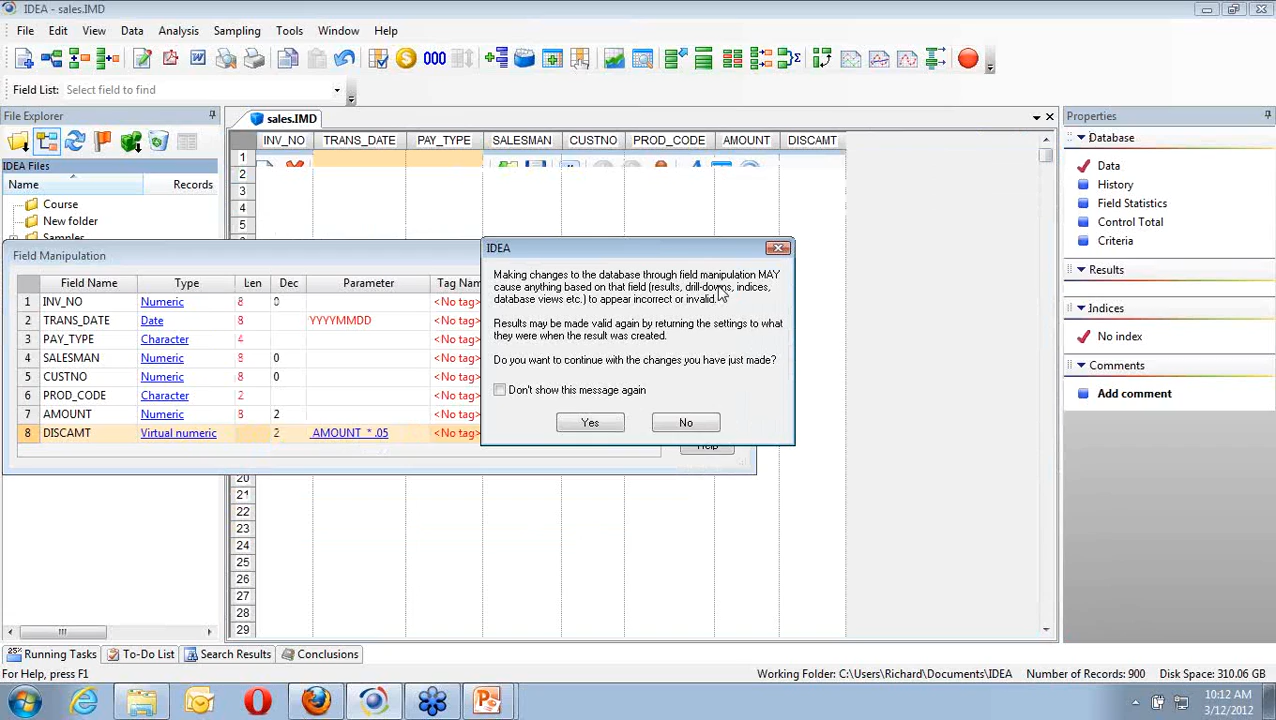 IDEA - sales.IMD
File Edit View Data Analysis Sampling Tools Window Help
Field List: Select field to find
File Explorer
IDEA Files
Name Records
Course
New folder
Samples
sales.IMD
INV_NO TRANS_DATE PAY_TYPE SALESMAN CUSTNO PROD_CODE AMOUNT DISCAMT
1
2
3
4
5
Field Manipulation
Field Name Type Len Dec Parameter Tag Nam
1 INV_NO Numeric 8 0 <No tag>
2 TRANS_DATE Date 8 YYYYMMDD <No tag>
3 PAY_TYPE Character 4 <No tag>
4 SALESMAN Numeric 8 0 <No tag>
5 CUSTNO Numeric 8 0 <No tag>
6 PROD_CODE Character 2 <No tag>
7 AMOUNT Numeric 8 2 <No tag>
8 DISCAMT Virtual numeric 2 AMOUNT * .05 <No tag>
Help
IDEA
Making changes to the database through field manipulation MAY
cause anything based on that field (results, drill-downs, indices,
database views etc.) to appear incorrect or invalid.
Results may be made valid again by returning the settings to what
they were when the result was created.
Do you want to continue with the changes you have just made?
Don't show this message again
Yes No
20
21
22
23
24
25
26
27
28
29
Properties
Database
Data
History
Field Statistics
Control Total
Criteria
Results
Indices
No index
Comments
Add comment
Running Tasks To-Do List Search Results Conclusions
For Help, press F1 Working Folder: C:\Users\Richard\Documents\IDEA Number of Records: 900 Disk Space: 310.06 GB
10:12 AM
3/12/2012